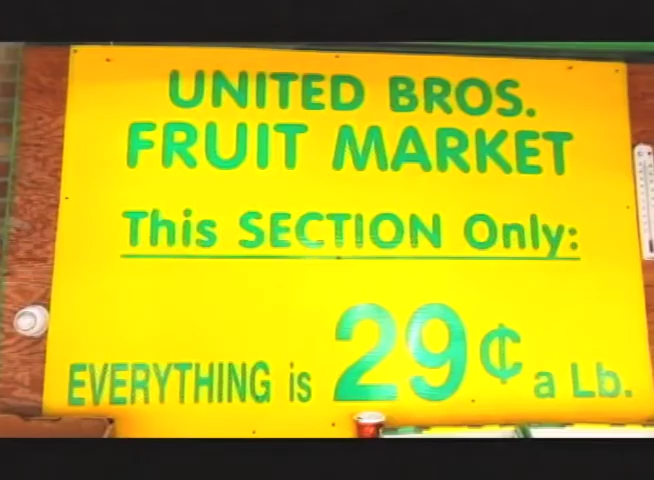 UNITED BROS.
FRUIT MARKET
This SECTION Only:
EVERYTHING is 29¢ a Lb.